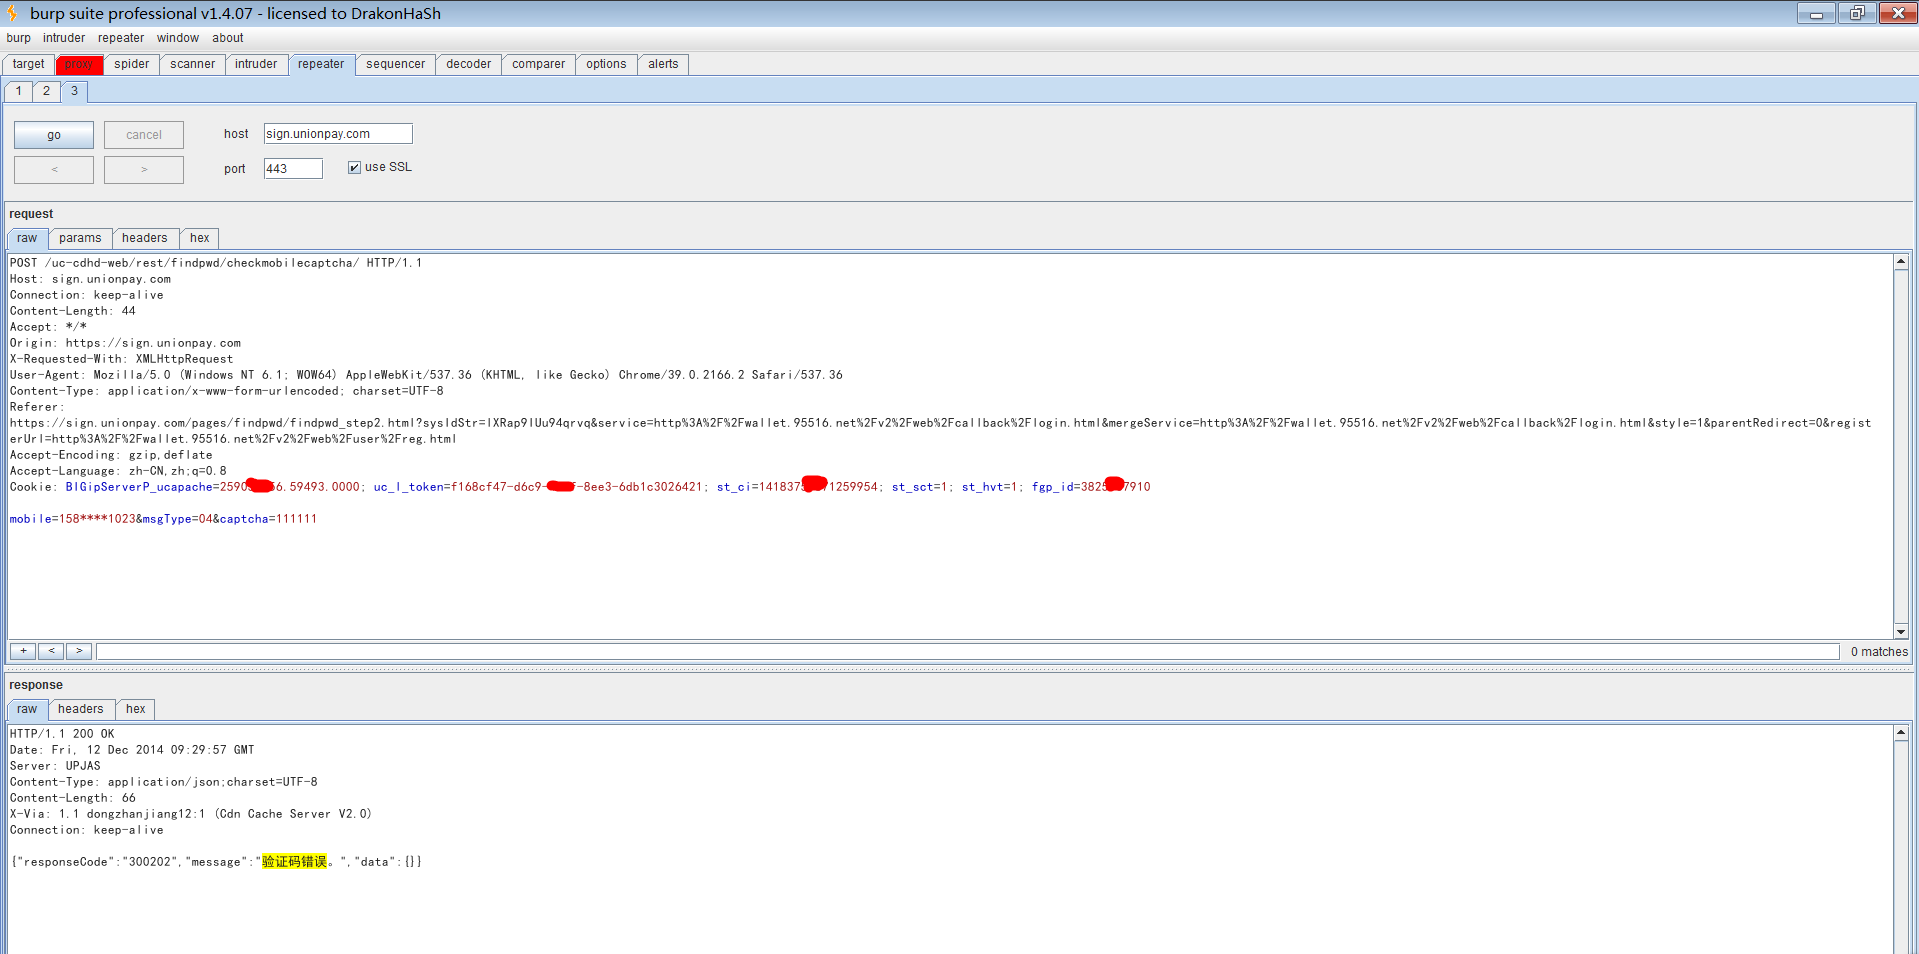 burp suite professional v1.4.07 - licensed to DrakonHaSh
burp intruder repeater window about
target proxy spider scanner intruder repeater sequencer decoder comparer options alerts
1 2 3
go cancel host sign.unionpay.com
< > port 443 use SSL
request
raw params headers hex
POST /uc-cdhd-web/rest/findpwd/checkmobilecaptcha/ HTTP/1.1
Host: sign.unionpay.com
Connection: keep-alive
Content-Length: 44
Accept: */*
Origin: https://sign.unionpay.com
X-Requested-With: XMLHttpRequest
User-Agent: Mozilla/5.0 (Windows NT 6.1; WOW64) AppleWebKit/537.36 (KHTML, like Gecko) Chrome/39.0.2166.2 Safari/537.36
Content-Type: application/x-www-form-urlencoded; charset=UTF-8
Referer:
https://sign.unionpay.com/pages/findpwd/findpwd_step2.html?sysIdStr=lXRap9lUu94qrvq&service=http%3A%2F%2Fwallet.95516.net%2Fv2%2Fweb%2Fcallback%2Flogin.html&mergeService=http%3A%2F%2Fwallet.95516.net%2Fv2%2Fweb%2Fcallback%2Flogin.html&style=1&parentRedirect=0&regist
erUrl=http%3A%2F%2Fwallet.95516.net%2Fv2%2Fweb%2Fuser%2Freg.html
Accept-Encoding: gzip,deflate
Accept-Language: zh-CN,zh;q=0.8
Cookie: BIGipServerP_ucapache=2590 6.59493.0000; uc_l_token=f168cf47-d6c9- -8ee3-6db1c3026421; st_ci=1418375 1259954; st_sct=1; st_hvt=1; fgp_id=3825 7910
mobile=158****1023&msgType=04&captcha=111111
+ < > 0 matches
response
raw headers hex
HTTP/1.1 200 OK
Date: Fri, 12 Dec 2014 09:29:57 GMT
Server: UPJAS
Content-Type: application/json;charset=UTF-8
Content-Length: 66
X-Via: 1.1 dongzhanjiang12:1 (Cdn Cache Server V2.0)
Connection: keep-alive
{"responseCode":"300202","message":"验证码错误。","data":{}}